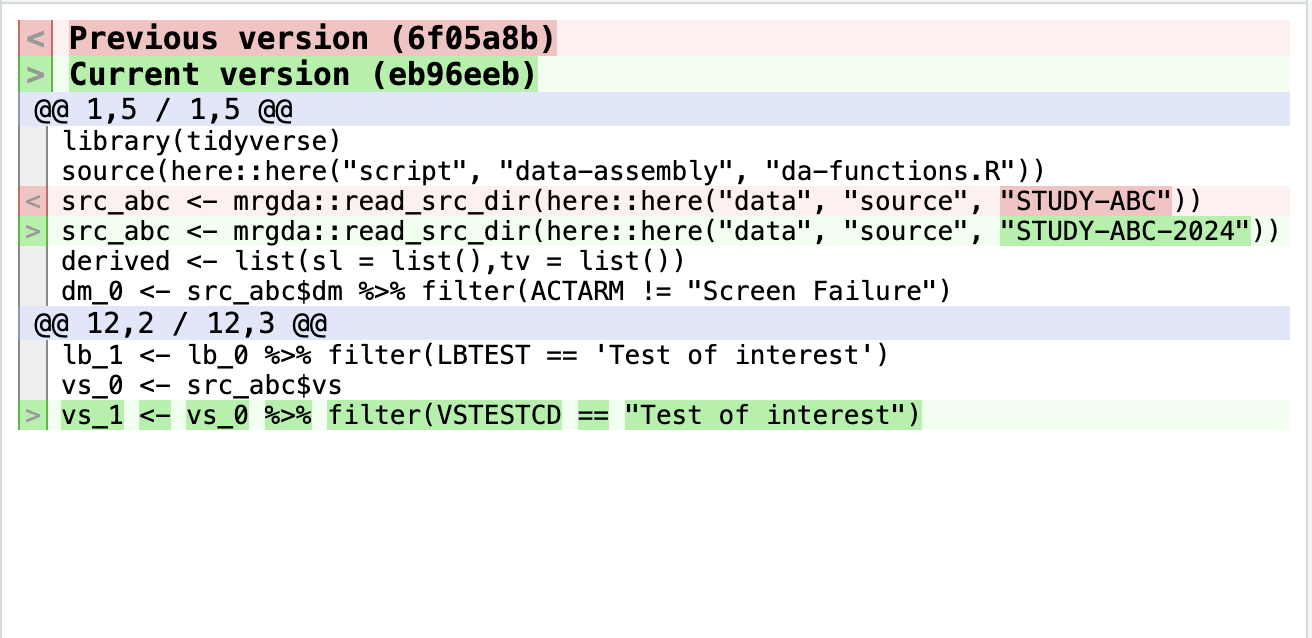 < Previous version (6f05a8b)
> Current version (eb96eeb)
@@ 1,5 / 1,5 @@
library(tidyverse)
source(here::here("script", "data-assembly", "da-functions.R"))
< src_abc <- mrgda::read_src_dir(here::here("data", "source", "STUDY-ABC"))
> src_abc <- mrgda::read_src_dir(here::here("data", "source", "STUDY-ABC-2024"))
derived <- list(sl = list(),tv = list())
dm_0 <- src_abc$dm %>% filter(ACTARM != "Screen Failure")
@@ 12,2 / 12,3 @@
lb_1 <- lb_0 %>% filter(LBTEST == 'Test of interest')
vs_0 <- src_abc$vs
> vs_1 <- vs_0 %>% filter(VSTESTCD == "Test of interest")